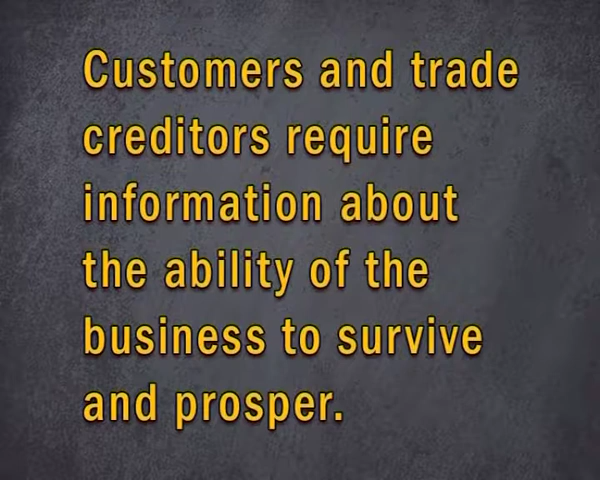 Customers and trade
creditors require
information about
the ability of the
business to survive
and prosper.